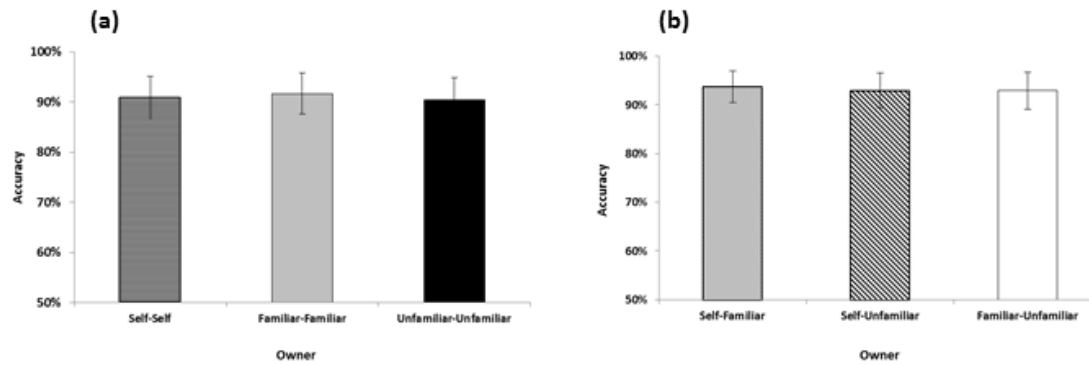 (a)
100%
90%
80%
70%
60%
50%
Accuracy
Self-Self
Familiar-Familiar
Unfamiliar-Unfamiliar
Owner
(b)
100%
90%
80%
70%
60%
50%
Accuracy
Self-Familiar
Self-Unfamiliar
Familiar-Unfamiliar
Owner